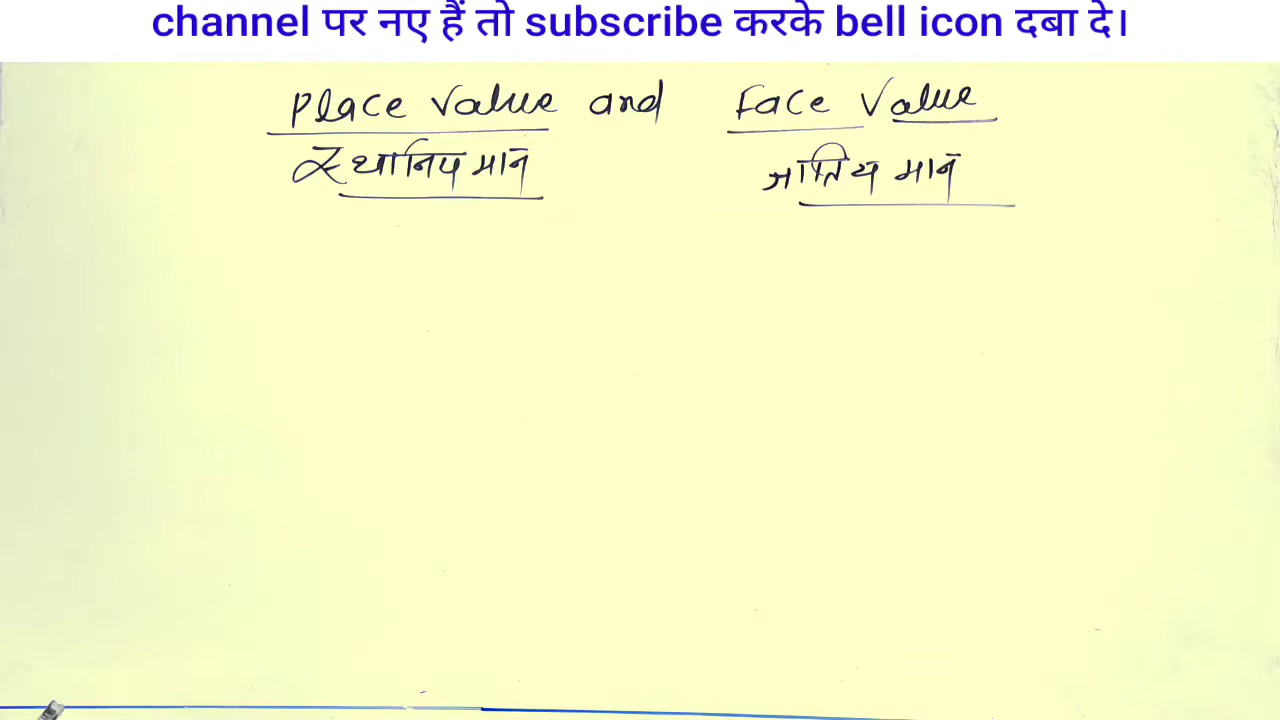 channel पर नए हैं तो subscribe करके bell icon दबा दे।
Place Value and Face Value
स्थानिय मान जातिय मान